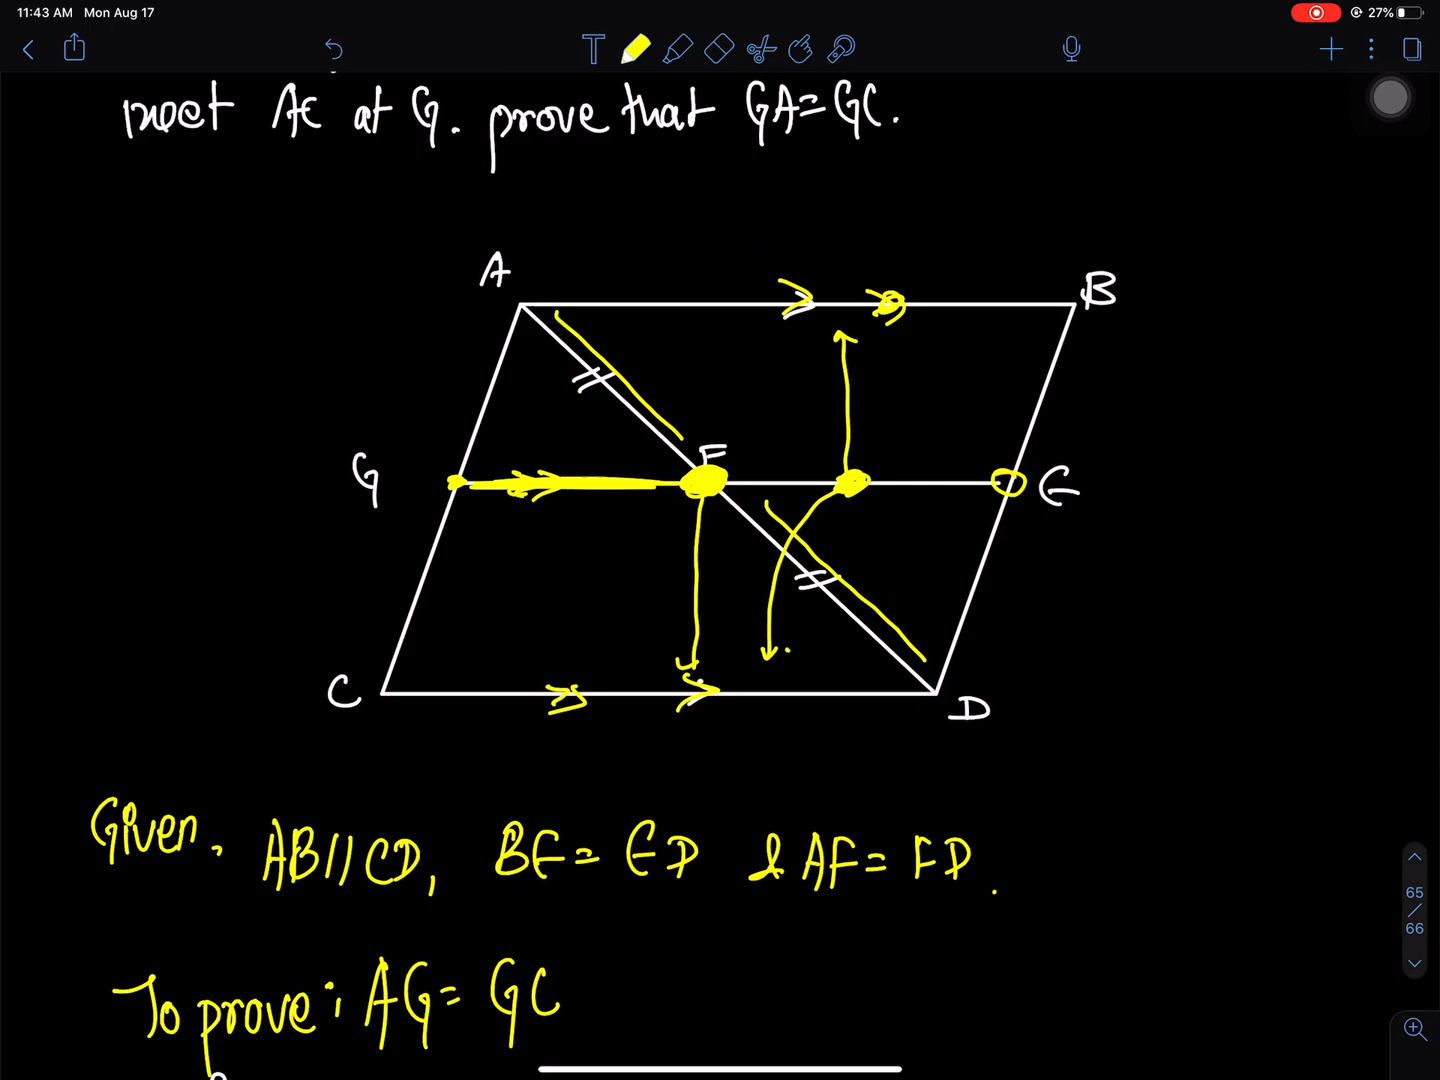 11:43 AM Mon Aug 17
27%
meet AC at G. prove that GA=GC.
A
B
F
G
E
C
D
65
66
Given, AB//CD, BE= ED & AF= FD.
To prove: AG= GC